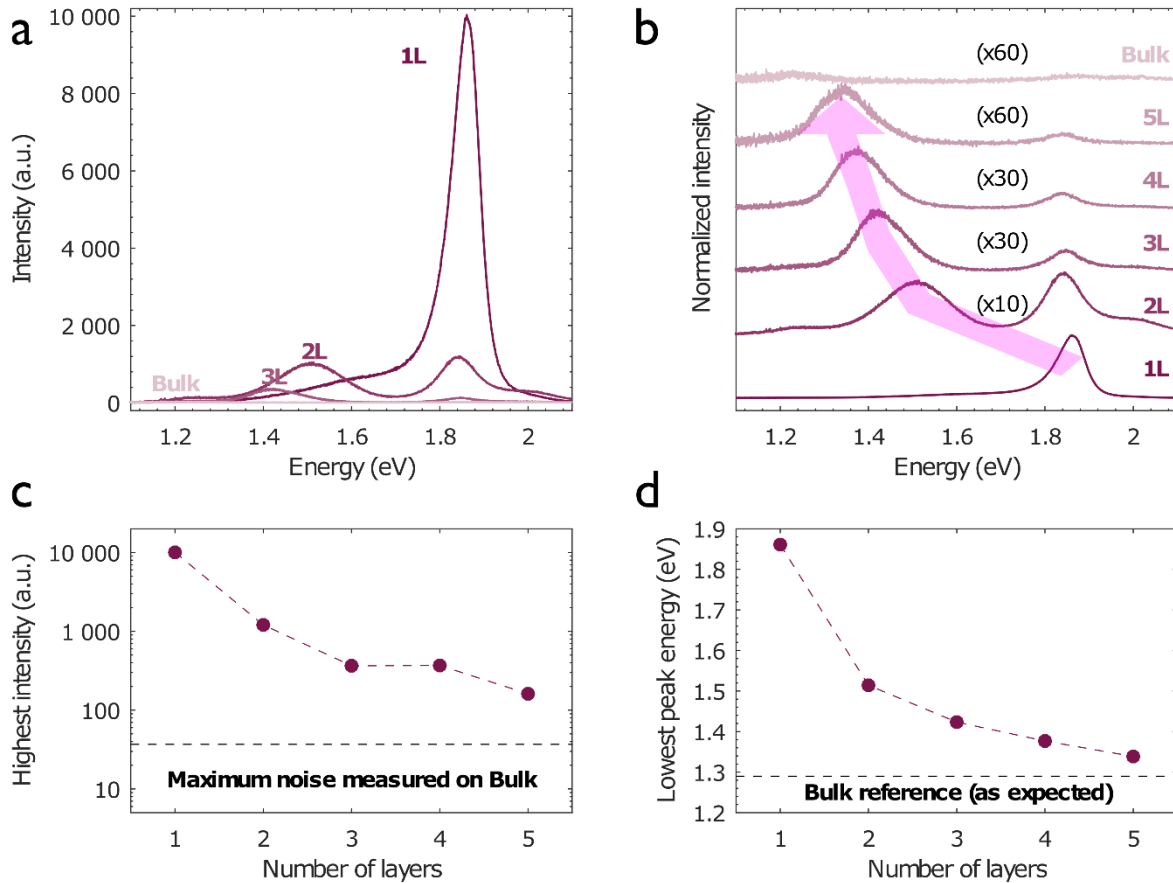 a
10 000
8 000
6 000
4 000
2 000
0
Intensity (a.u.)
1L
2L
3L
Bulk
1.2 1.4 1.6 1.8 2
Energy (eV)
b
Normalized intensity
(x60) Bulk
(x60) 5L
(x30) 4L
(x30) 3L
(x10) 2L
1L
1.2 1.4 1.6 1.8 2
Energy (eV)
c
10 000
1 000
100
10
Highest intensity (a.u.)
Maximum noise measured on Bulk
1 2 3 4 5
Number of layers
d
1.9
1.8
1.7
1.6
1.5
1.4
1.3
1.2
Lowest peak energy (eV)
Bulk reference (as expected)
1 2 3 4 5
Number of layers